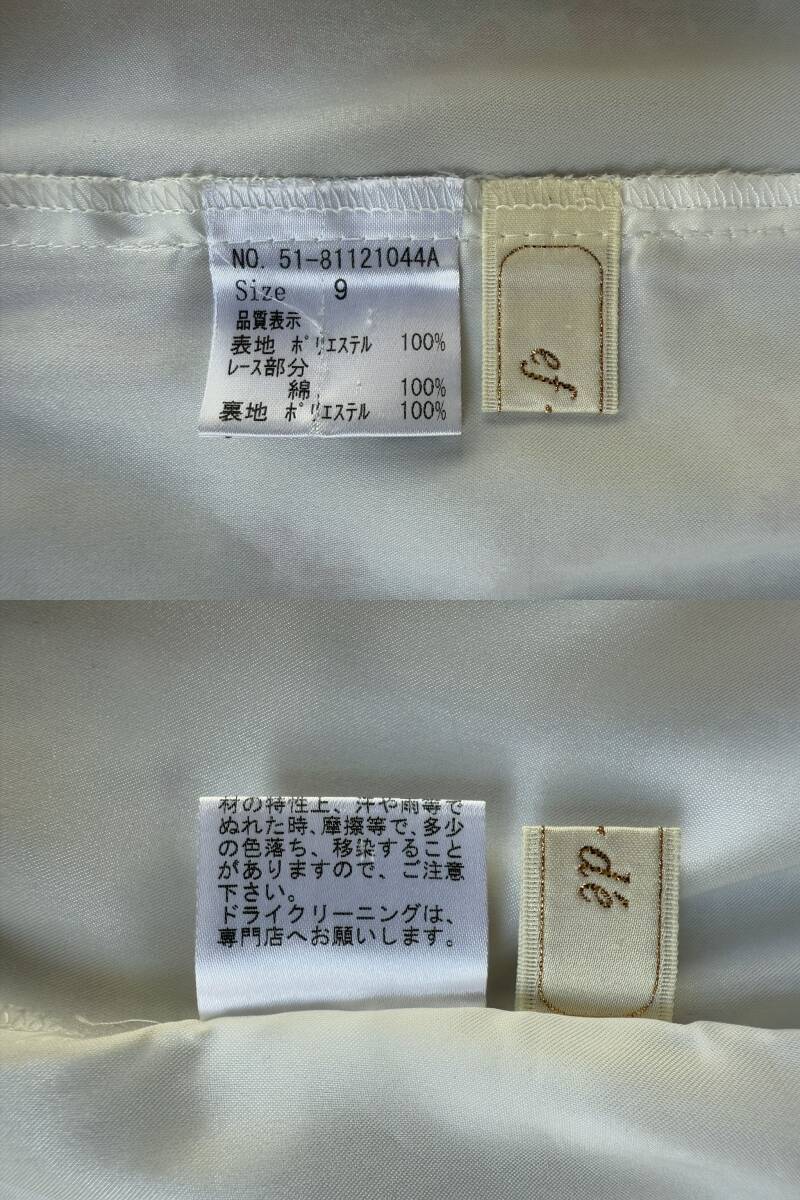 NO. 51-81121044A
Size 9
品質表示
表地 ポリエステル 100%
レース部分
綿 100%
裏地 ポリエステル 100%
ef
材の特性上、汗や雨等で
ぬれた時、摩擦等で、多少
の色落ち、移染すること
がありますので、ご注意
下さい。
ドライクリーニングは、
専門店へお願いします。
dé